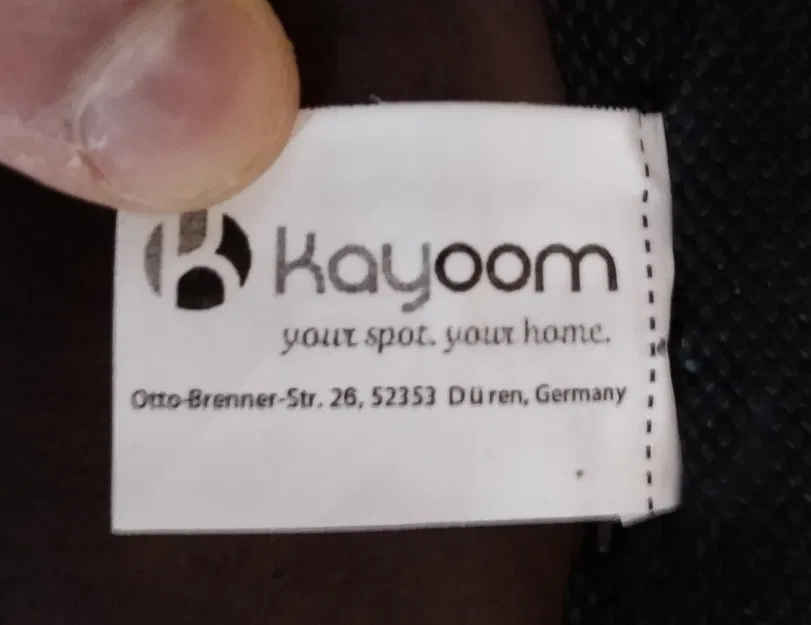 kayoom
your spot. your home.
Otto-Brenner-Str. 26, 52353 Düren, Germany